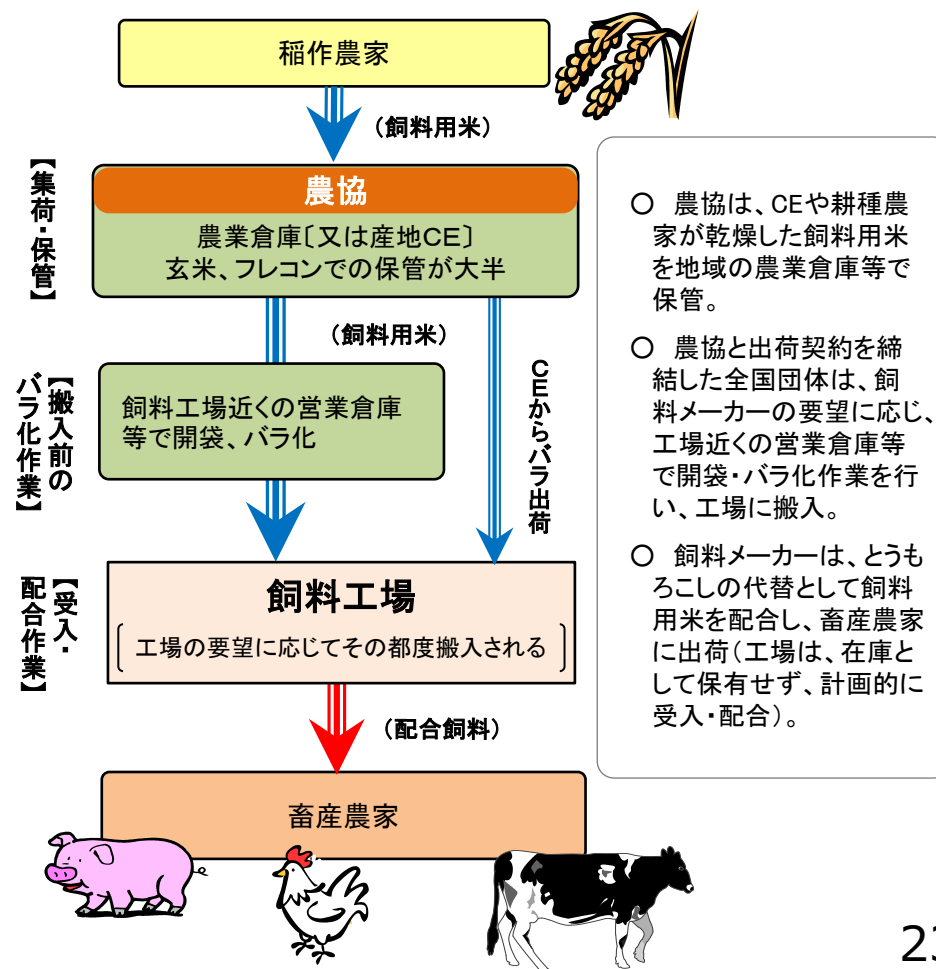 稲作農家
（飼料用米）
【集荷・保管】
農協
農業倉庫〔又は産地CE〕
玄米、フレコンでの保管が大半
（飼料用米）
CEからバラ出荷
【搬入前の
バラ化作業】
飼料工場近くの営業倉庫
等で開袋、バラ化
【受入・
配合作業】
飼料工場
工場の要望に応じてその都度搬入される
（配合飼料）
畜産農家
○　農協は、CEや耕種農
家が乾燥した飼料用米
を地域の農業倉庫等で
保管。
○　農協と出荷契約を締
結した全国団体は、飼
料メーカーの要望に応じ、
工場近くの営業倉庫等
で開袋・バラ化作業を行
い、工場に搬入。
○　飼料メーカーは、とうも
ろこしの代替として飼料
用米を配合し、畜産農家
に出荷（工場は、在庫と
して保有せず、計画的に
受入・配合）。
23